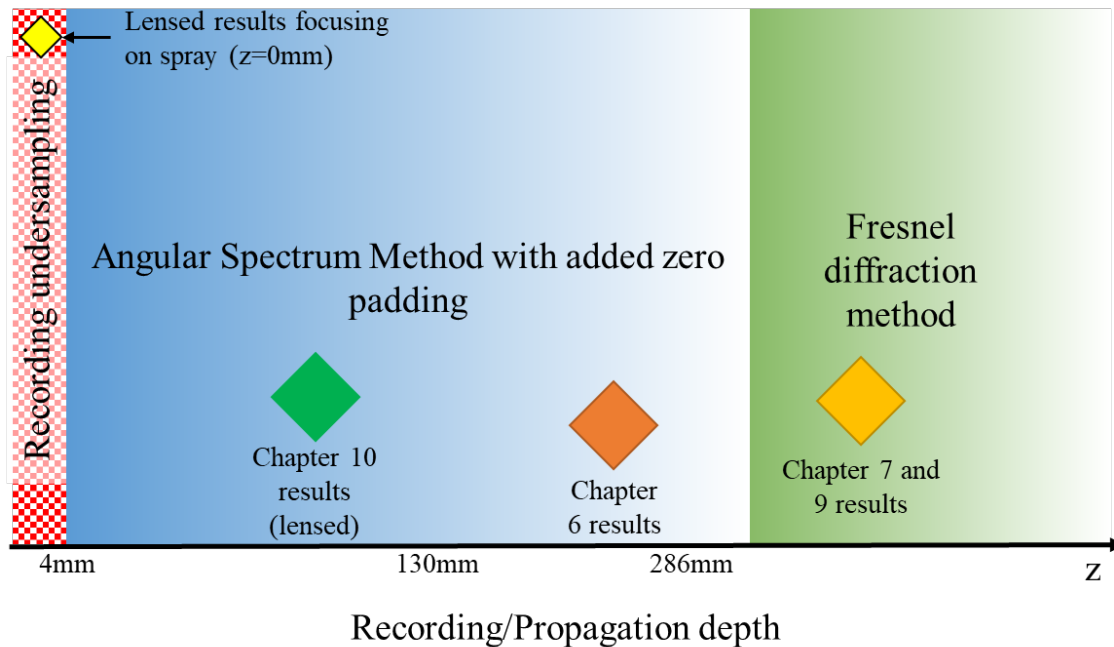 Lensed results focusing
on spray (z=0mm)
Recording undersampling
Angular Spectrum Method with added zero
padding
Fresnel
diffraction
method
Chapter 10
results
(lensed)
Chapter
6 results
Chapter 7 and
9 results
4mm
130mm
286mm
z
Recording/Propagation depth